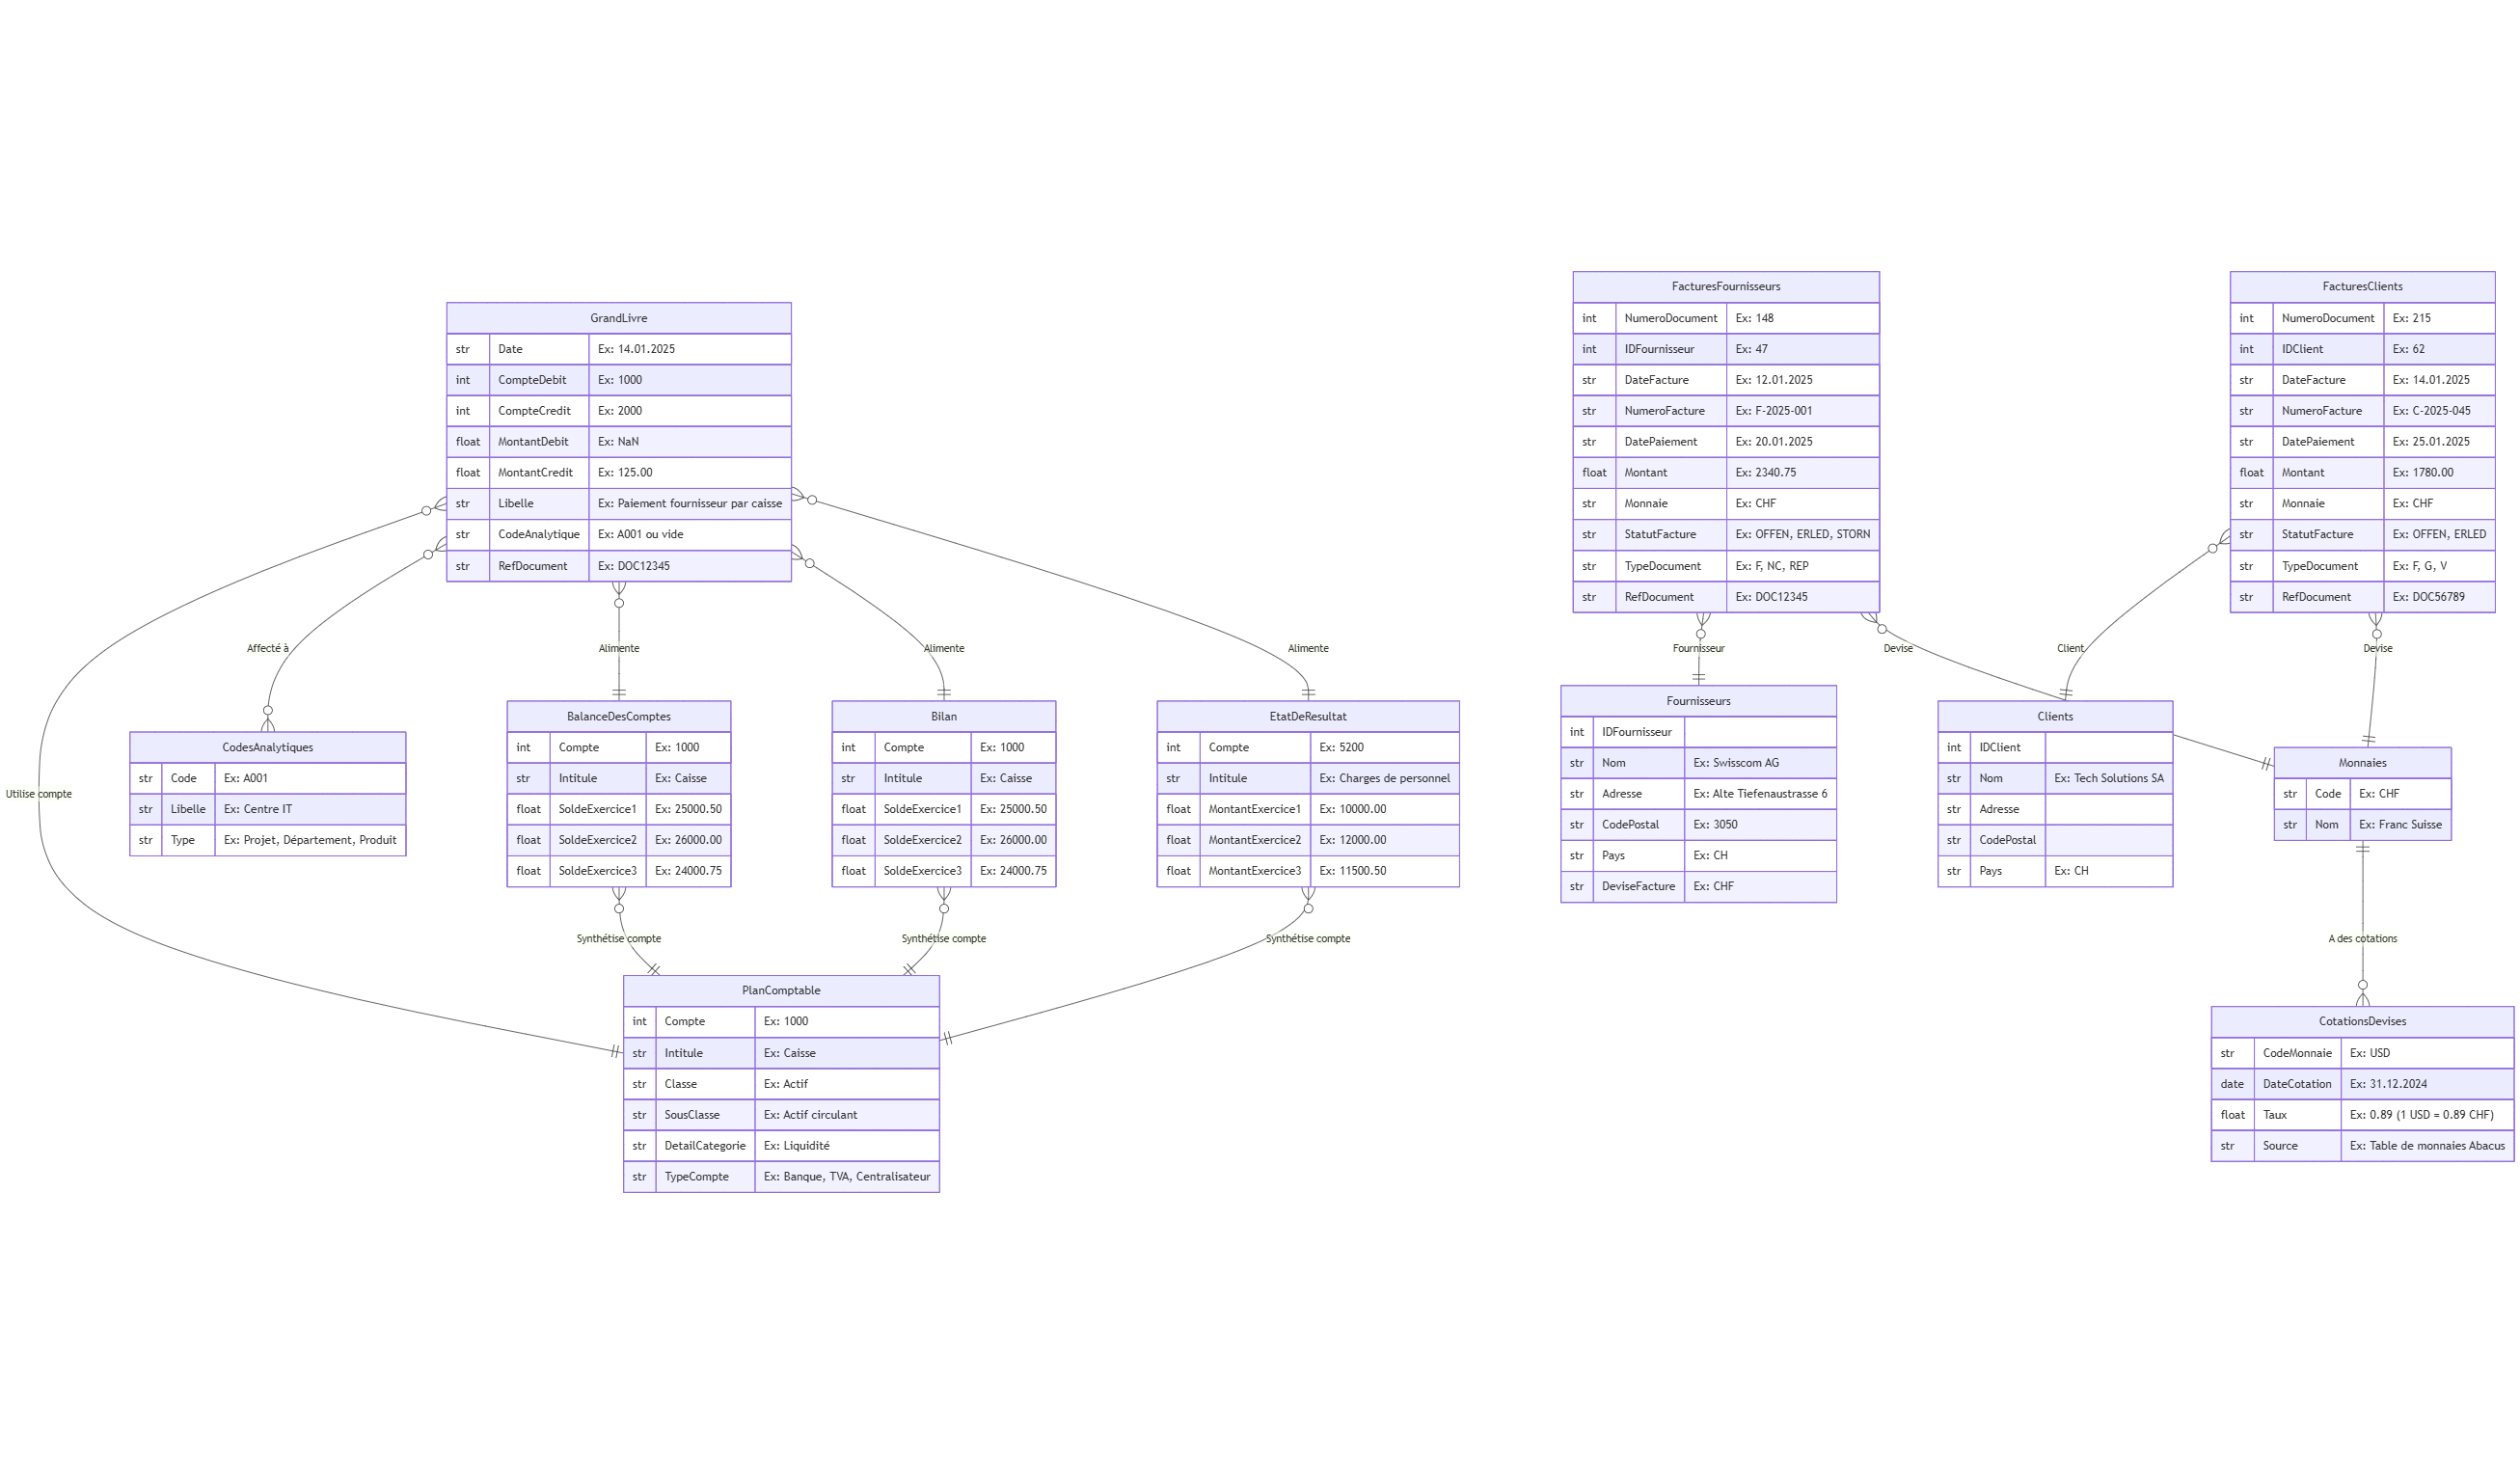 GrandLivre
str Date Ex: 14.01.2025
int CompteDebit Ex: 1000
int CompteCredit Ex: 2000
float MontantDebit Ex: NaN
float MontantCredit Ex: 125.00
str Libelle Ex: Paiement fournisseur par caisse
str CodeAnalytique Ex: A001 ou vide
str RefDocument Ex: DOC12345
FacturesFournisseurs
int NumeroDocument Ex: 148
int IDFournisseur Ex: 47
str DateFacture Ex: 12.01.2025
str NumeroFacture Ex: F-2025-001
str DatePaiement Ex: 20.01.2025
float Montant Ex: 2340.75
str Monnaie Ex: CHF
str StatutFacture Ex: OFFEN, ERLED, STORN
str TypeDocument Ex: F, NC, REP
str RefDocument Ex: DOC12345
FacturesClients
int NumeroDocument Ex: 215
int IDClient Ex: 62
str DateFacture Ex: 14.01.2025
str NumeroFacture Ex: C-2025-045
str DatePaiement Ex: 25.01.2025
float Montant Ex: 1780.00
str Monnaie Ex: CHF
str StatutFacture Ex: OFFEN, ERLED
str TypeDocument Ex: F, G, V
str RefDocument Ex: DOC56789
Affecté à
Alimente
Alimente
Alimente
Fournisseur
Devise
Client
Devise
Utilise compte
CodesAnalytiques
str Code Ex: A001
str Libelle Ex: Centre IT
str Type Ex: Projet, Département, Produit
BalanceDesComptes
int Compte Ex: 1000
str Intitule Ex: Caisse
float SoldeExercice1 Ex: 25000.50
float SoldeExercice2 Ex: 26000.00
float SoldeExercice3 Ex: 24000.75
Bilan
int Compte Ex: 1000
str Intitule Ex: Caisse
float SoldeExercice1 Ex: 25000.50
float SoldeExercice2 Ex: 26000.00
float SoldeExercice3 Ex: 24000.75
EtatDeResultat
int Compte Ex: 5200
str Intitule Ex: Charges de personnel
float MontantExercice1 Ex: 10000.00
float MontantExercice2 Ex: 12000.00
float MontantExercice3 Ex: 11500.50
Fournisseurs
int IDFournisseur
str Nom Ex: Swisscom AG
str Adresse Ex: Alte Tiefenaustrasse 6
str CodePostal Ex: 3050
str Pays Ex: CH
str DeviseFacture Ex: CHF
Clients
int IDClient
str Nom Ex: Tech Solutions SA
str Adresse
str CodePostal
str Pays Ex: CH
Monnaies
str Code Ex: CHF
str Nom Ex: Franc Suisse
Synthétise compte
Synthétise compte
Synthétise compte
A des cotations
PlanComptable
int Compte Ex: 1000
str Intitule Ex: Caisse
str Classe Ex: Actif
str SousClasse Ex: Actif circulant
str DetailCategorie Ex: Liquidité
str TypeCompte Ex: Banque, TVA, Centralisateur
CotationsDevises
str CodeMonnaie Ex: USD
date DateCotation Ex: 31.12.2024
float Taux Ex: 0.89 (1 USD = 0.89 CHF)
str Source Ex: Table de monnaies Abacus